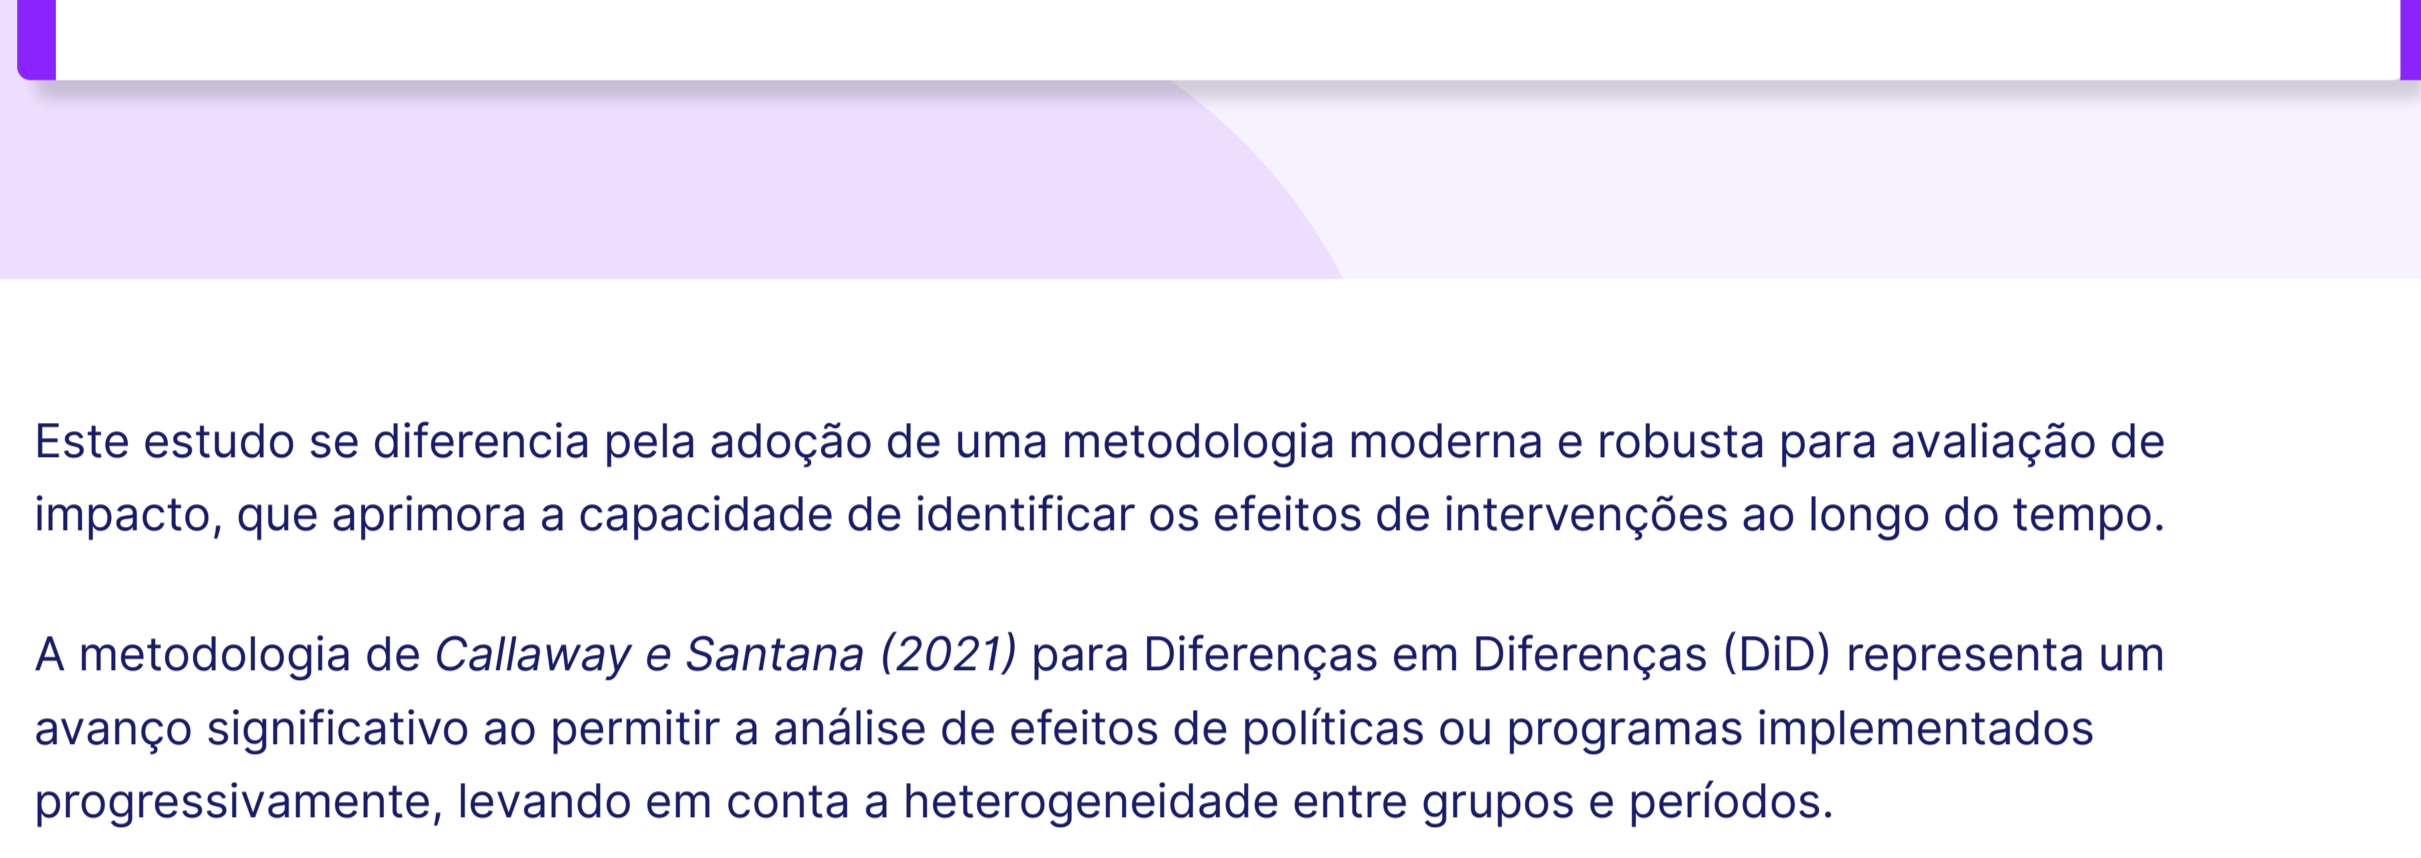 Este estudo se diferencia pela adoção de uma metodologia moderna e robusta para avaliação de
impacto, que aprimora a capacidade de identificar os efeitos de intervenções ao longo do tempo.
A metodologia de Callaway e Santana (2021) para Diferenças em Diferenças (DiD) representa um
avanço significativo ao permitir a análise de efeitos de políticas ou programas implementados
progressivamente, levando em conta a heterogeneidade entre grupos e períodos.